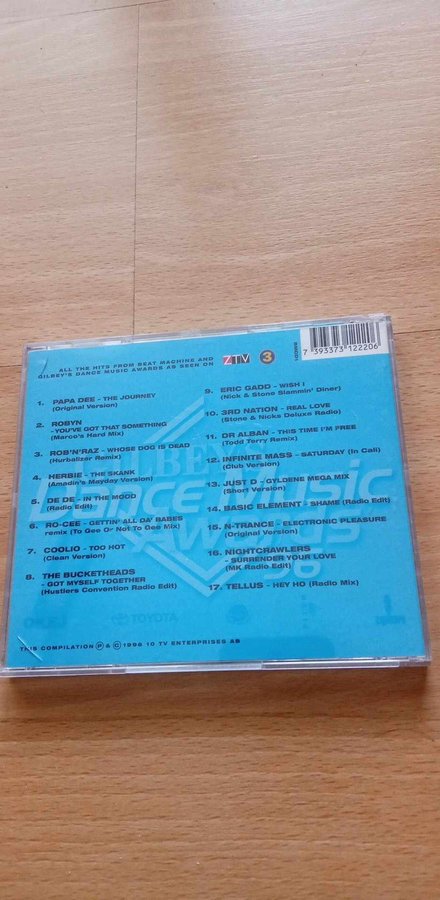 ALL THE HITS FROM BEAT MACHINE AND
GILBEY'S DANCE MUSIC AWARDS AS SEEN ON
ZTV 3
7 393373 122206
1. PAPA DEE - THE JOURNEY
(Original Version)
2. ROBYN
- YOU'VE GOT THAT SOMETHING
(Marco's Hard Mix)
3. ROB'N'RAZ - WHOSE DOG IS DEAD
(Hurbalizer Remix)
4. HERBIE - THE SKANK
(Amadin's Mayday Version)
5. DE DE - IN THE MOOD
(Radio Edit)
6. RO-CEE - GETTIN' ALL DA' BABES
remix (To Gee Or Not To Gee Mix)
7. COOLIO - TOO HOT
(Clean Version)
8. THE BUCKETHEADS
- GOT MYSELF TOGETHER
(Hustlers Convention Radio Edit)
9. ERIC GADD - WISH I
(Nick & Stone Slammin' Diner)
10. 3RD NATION - REAL LOVE
(Stone & Nicks Deluxe Radio)
11. DR ALBAN - THIS TIME I'M FREE
(Todd Terry Remix)
12. INFINITE MASS - SATURDAY (In Cali)
(Club Version)
13. JUST D - GYLDENE MEGA MIX
(Short Version)
14. BASIC ELEMENT - SHAME (Radio Edit)
15. N-TRANCE - ELECTRONIC PLEASURE
(Original Version)
16. NIGHTCRAWLERS
- SURRENDER YOUR LOVE
(MK Radio Edit)
17. TELLUS - HEY HO (Radio Mix)
Dance Music
Awards
TOYOTA
THIS COMPILATION P & C 1996 10 TV ENTERPRISES AB